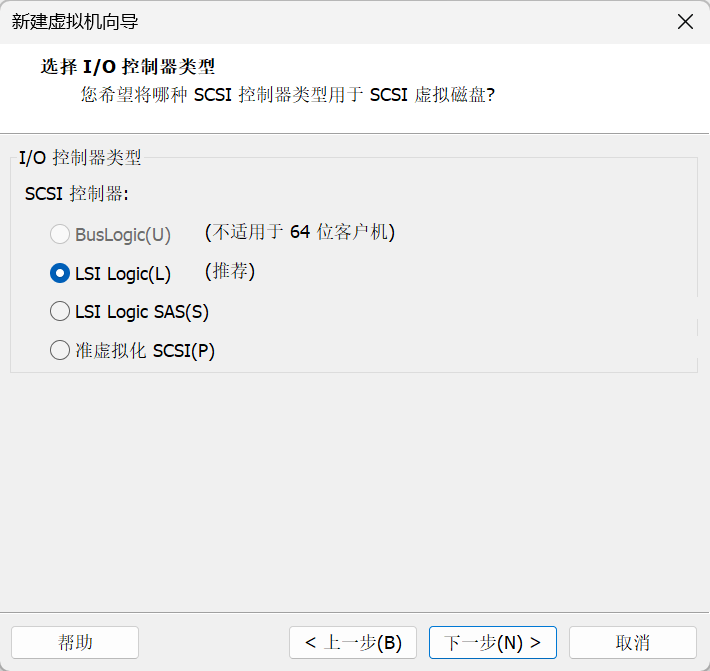 新建虚拟机向导
选择 I/O 控制器类型
您希望将哪种 SCSI 控制器类型用于 SCSI 虚拟磁盘?
I/O 控制器类型
SCSI 控制器:
BusLogic(U) (不适用于 64 位客户机)
LSI Logic(L) (推荐)
LSI Logic SAS(S)
准虚拟化 SCSI(P)
帮助 < 上一步(B) 下一步(N) > 取消